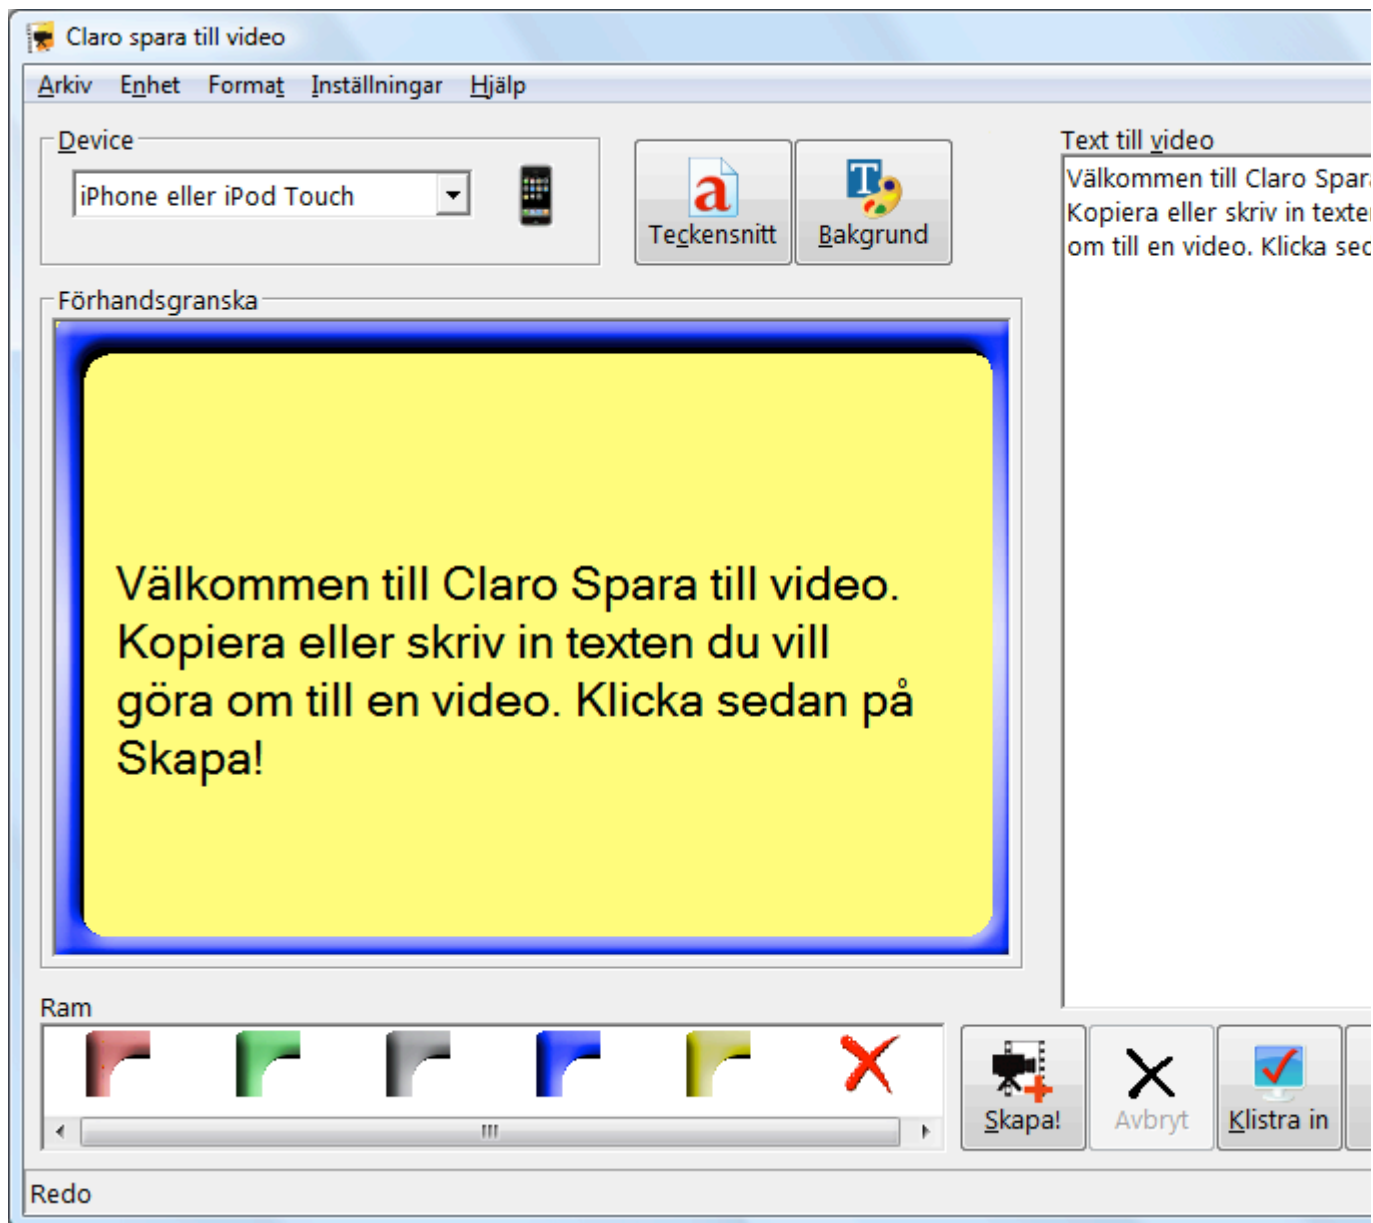 Claro spara till video
Arkiv Enhet Format Inställningar Hjälp
Device
iPhone eller iPod Touch
a
Teckensnitt
T
Bakgrund
Text till video
Välkommen till Claro
Kopiera eller skriv in
om till en video. Klicka
Förhandsgranska
Välkommen till Claro Spara till video.
Kopiera eller skriv in texten du vill
göra om till en video. Klicka sedan på
Skapa!
Ram
Skapa! Avbryt Klistra in
Redo